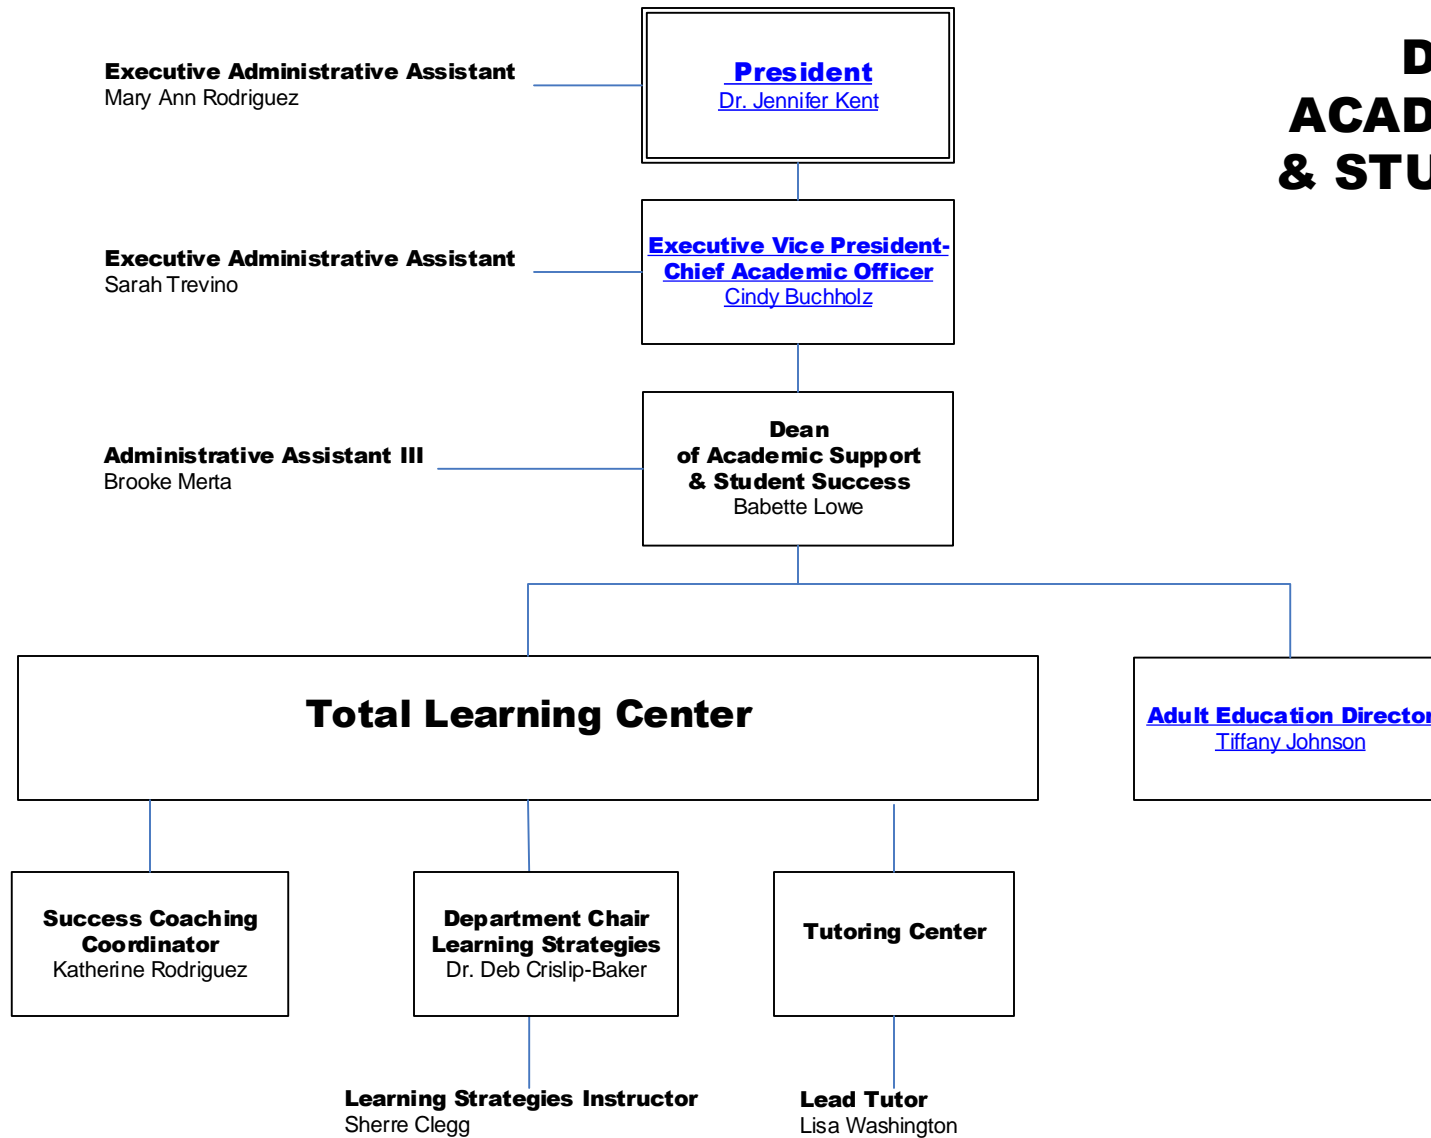 Executive Administrative Assistant
Mary Ann Rodriguez
President
Dr. Jennifer Kent
& 
Executive Administrative Assistant
Sarah Trevino
Executive Vice President-
Chief Academic Officer
Cindy Buchholz
Administrative Assistant III
Brooke Merta
Dean
of Academic Support
& Student Success
Babette Lowe
Total Learning Center
Adult Education Director
Tiffany Johnson
Success Coaching
Coordinator
Katherine Rodriguez
Department Chair
Learning Strategies
Dr. Deb Crislip-Baker
Tutoring Center
Learning Strategies Instructor
Sherre Clegg
Lead Tutor
Lisa Washington